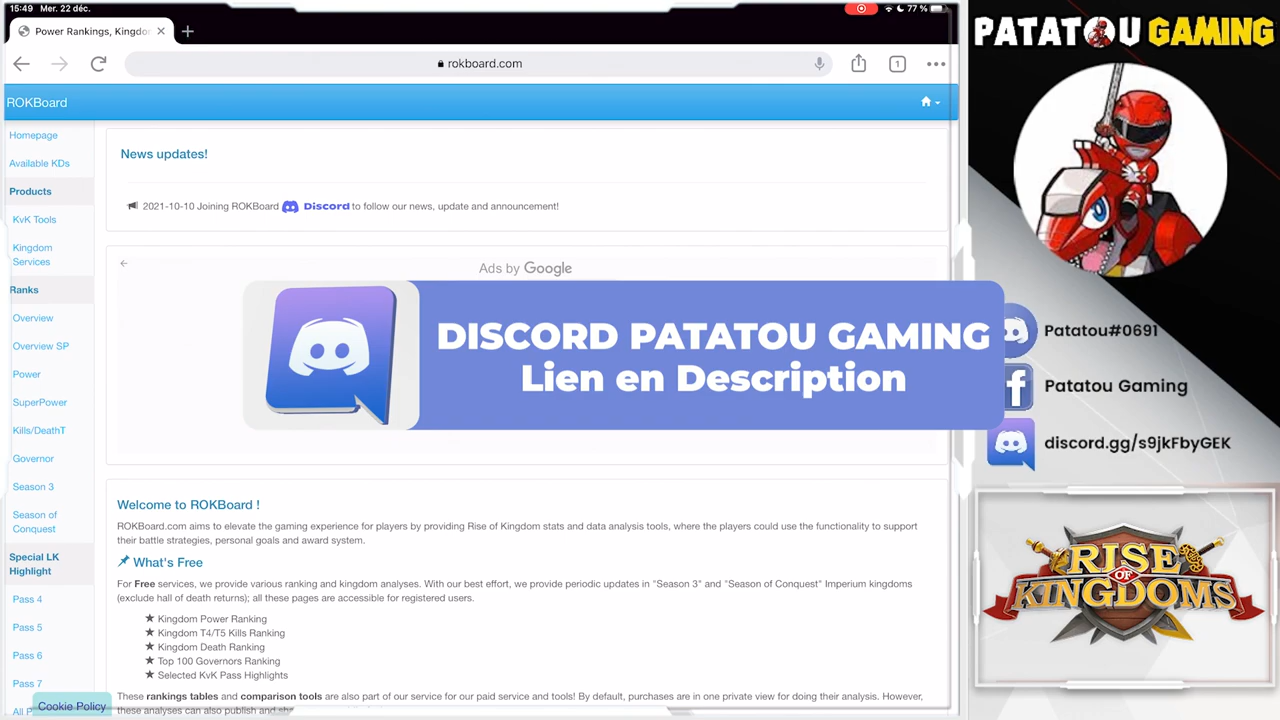 15:49 Mer. 22 déc.
77 %
Power Rankings, Kingdo
rokboard.com
1
ROKBoard
Homepage
Available KDs
Products
KvK Tools
Kingdom
Services
Ranks
Overview
Overview SP
Power
SuperPower
Kills/DeathT
Governor
Season 3
Season of
Conquest
Special LK
Highlight
Pass 4
Pass 5
Pass 6
Pass 7
All P
Cookie Policy
News updates!
2021-10-10 Joining ROKBoard Discord to follow our news, update and announcement!
Ads by Google
DISCORD PATATOU GAMING
Lien en Description
Welcome to ROKBoard !
ROKBoard.com aims to elevate the gaming experience for players by providing Rise of Kingdom stats and data analysis tools, where the players could use the functionality to support
their battle strategies, personal goals and award system.
What's Free
For Free services, we provide various ranking and kingdom analyses. With our best effort, we provide periodic updates in "Season 3" and "Season of Conquest" Imperium kingdoms
(exclude hall of death returns); all these pages are accessible for registered users.
Kingdom Power Ranking
Kingdom T4/T5 Kills Ranking
Kingdom Death Ranking
Top 100 Governors Ranking
Selected KvK Pass Highlights
These rankings tables and comparison tools are also part of our service for our paid service and tools! By default, purchases are in one private view for doing their analysis. However,
these analyses can also publish and
PATATOU GAMING
Patatou#0691
Patatou Gaming
discord.gg/s9jkFbyGEK
RISE
OF
KINGDOMS